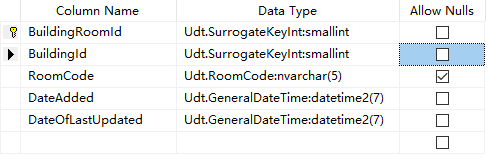 Column Name Data Type Allow Nulls
BuildingRoomId Udt.SurrogateKeyInt:smallint
BuildingId Udt.SurrogateKeyInt:smallint
RoomCode Udt.RoomCode:nvarchar(5)
DateAdded Udt.GeneralDateTime:datetime2(7)
DateOfLastUpdated Udt.GeneralDateTime:datetime2(7)